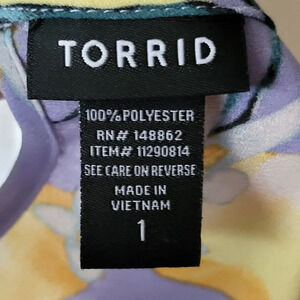 TORRID
100% POLYESTER
RN# 148862
ITEM# 11290814
SEE CARE ON REVERSE
MADE IN
VIETNAM
1